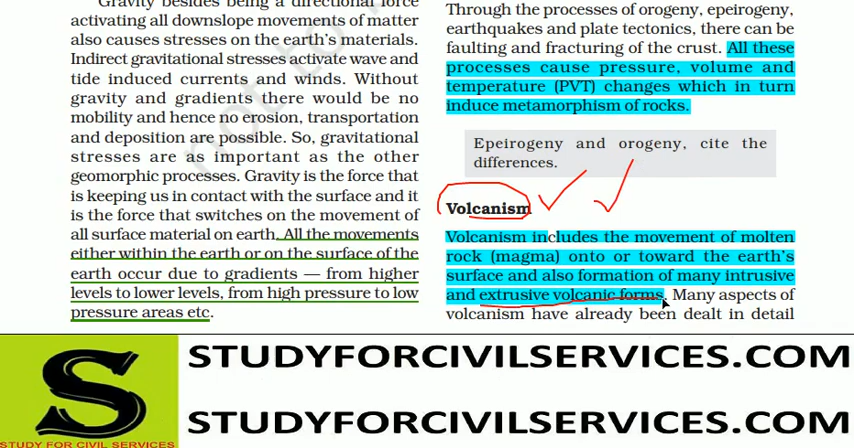 Gravity besides being a directional force
activating all downslope movements of matter
also causes stresses on the earth's materials.
Indirect gravitational stresses activate wave and
tide induced currents and winds. Without
gravity and gradients there would be no
mobility and hence no erosion, transportation
and deposition are possible. So, gravitational
stresses are as important as the other
geomorphic processes. Gravity is the force that
is keeping us in contact with the surface and it
is the force that switches on the movement of
all surface material on earth. All the movements
either within the earth or on the surface of the
earth occur due to gradients — from higher
levels to lower levels, from high pressure to low
pressure areas etc.
Through the processes of orogeny, epeirogeny,
earthquakes and plate tectonics, there can be
faulting and fracturing of the crust. All these
processes cause pressure, volume and
temperature (PVT) changes which in turn
induce metamorphism of rocks.
Epeirogeny and orogeny, cite the
differences.
Volcanism
Volcanism includes the movement of molten
rock (magma) onto or toward the earth's
surface and also formation of many intrusive
and extrusive volcanic forms. Many aspects of
volcanism have already been dealt in detail
not to
S
STUDY FOR CIVIL SERVICES
STUDYFORCIVILSERVICES.COM
STUDYFORCIVILSERVICES.COM